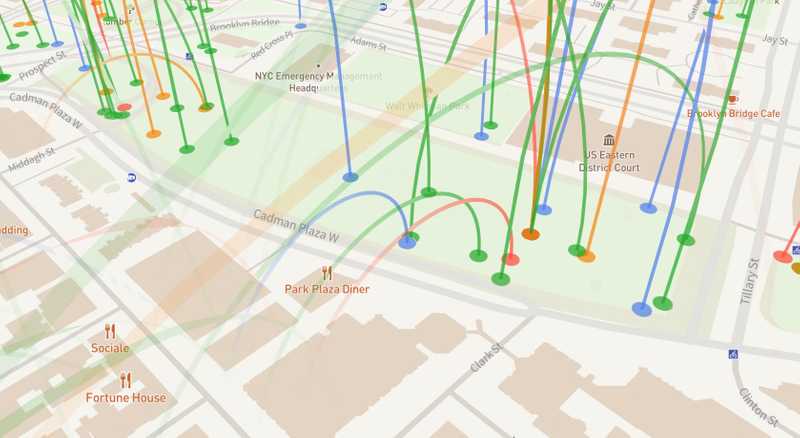 Jay St
Brooklyn Bridge
Red Cross Pl
Adams St
Jay St
Prospect St
NYC Emergency Management
Headquarters
Cadman Plaza W
Walt Whitman Park
Brooklyn Bridge Cafe
US Eastern
District Court
Middagh St
Cadman Plaza W
Park Plaza Diner
Tillary St
Sociale
Clark St
Fortune House
Clinton St